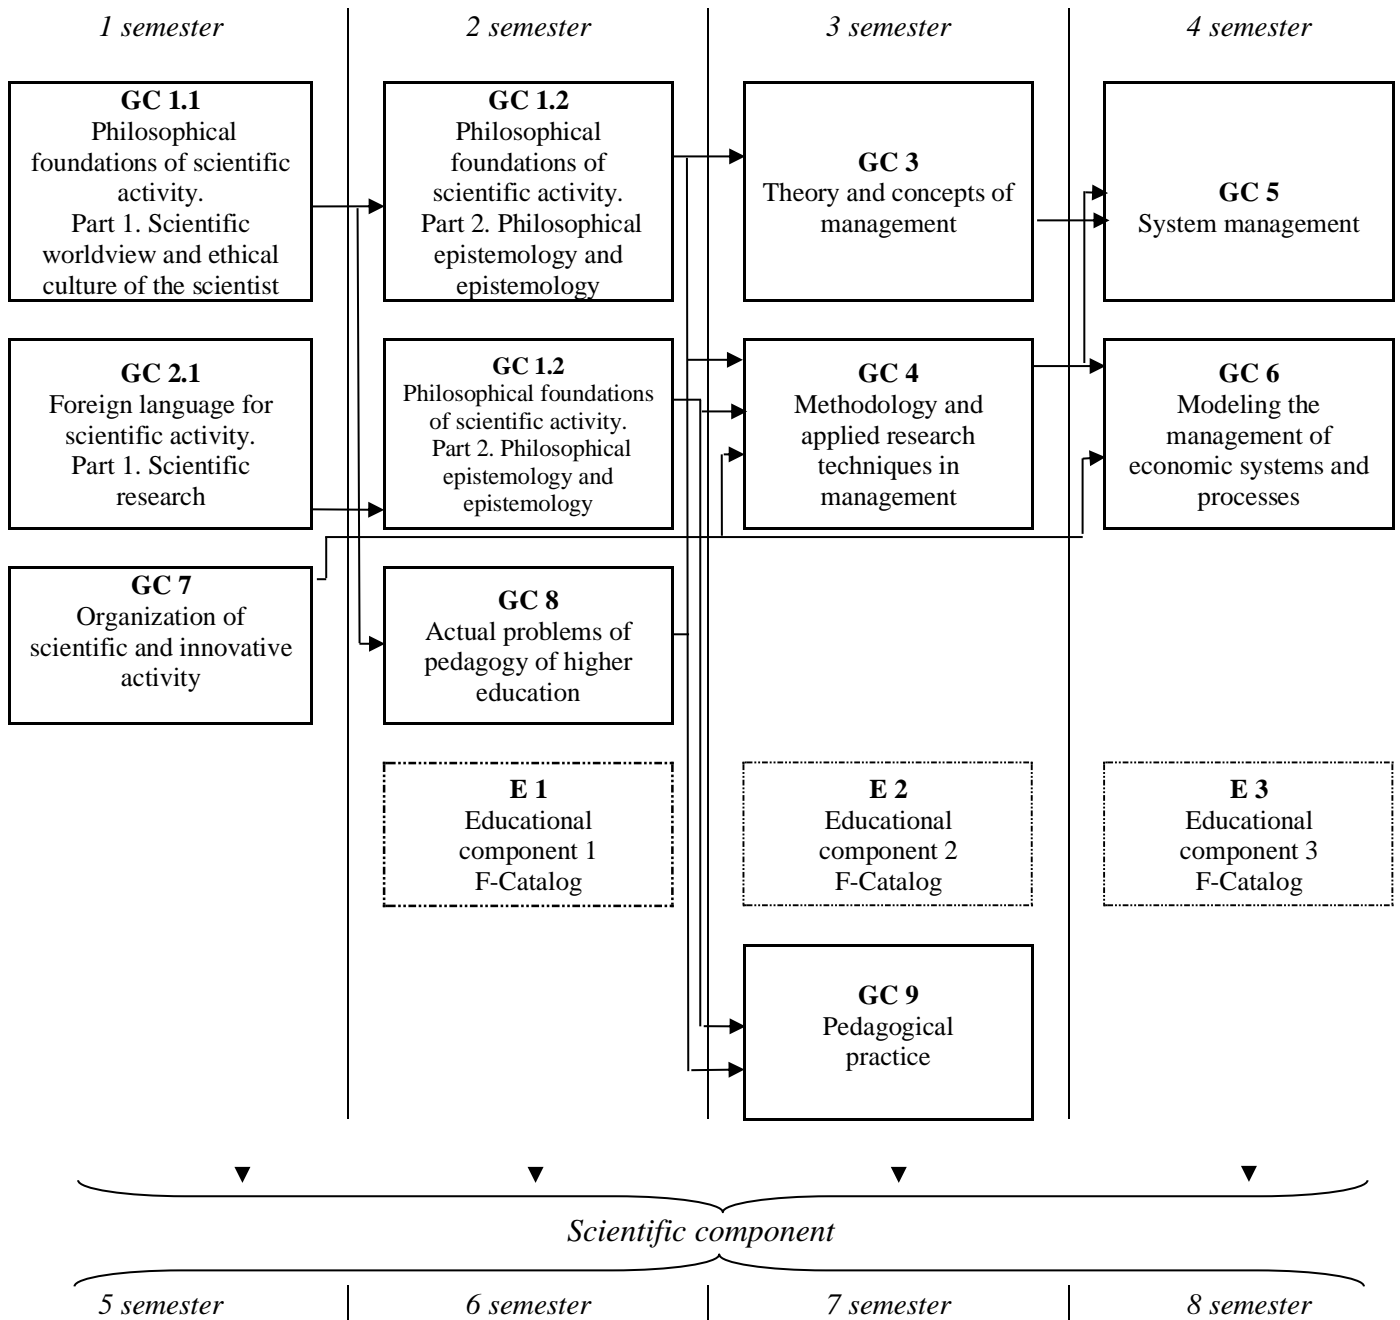 1 semester
2 semester
3 semester
4 semester
GC 1.1
Philosophical
foundations of scientific
activity.
Part 1. Scientific
worldview and ethical
culture of the scientist
GC 1.2
Philosophical
foundations of
scientific activity.
Part 2. Philosophical
epistemology and
epistemology
GC 3
Theory and concepts of
management
GC 5
System management
GC 2.1
Foreign language for
scientific activity.
Part 1. Scientific
research
GC 1.2
Philosophical foundations
of scientific activity.
Part 2. Philosophical
epistemology and
epistemology
GC 4
Methodology and
applied research
techniques in
management
GC 6
Modeling the
management of
economic systems and
processes
GC 7
Organization of
scientific and innovative
activity
GC 8
Actual problems of
pedagogy of higher
education
E 1
Educational
component 1
F-Catalog
E 2
Educational
component 2
F-Catalog
E 3
Educational
component 3
F-Catalog
GC 9
Pedagogical
practice
Scientific component
5 semester
6 semester
7 semester
8 semester